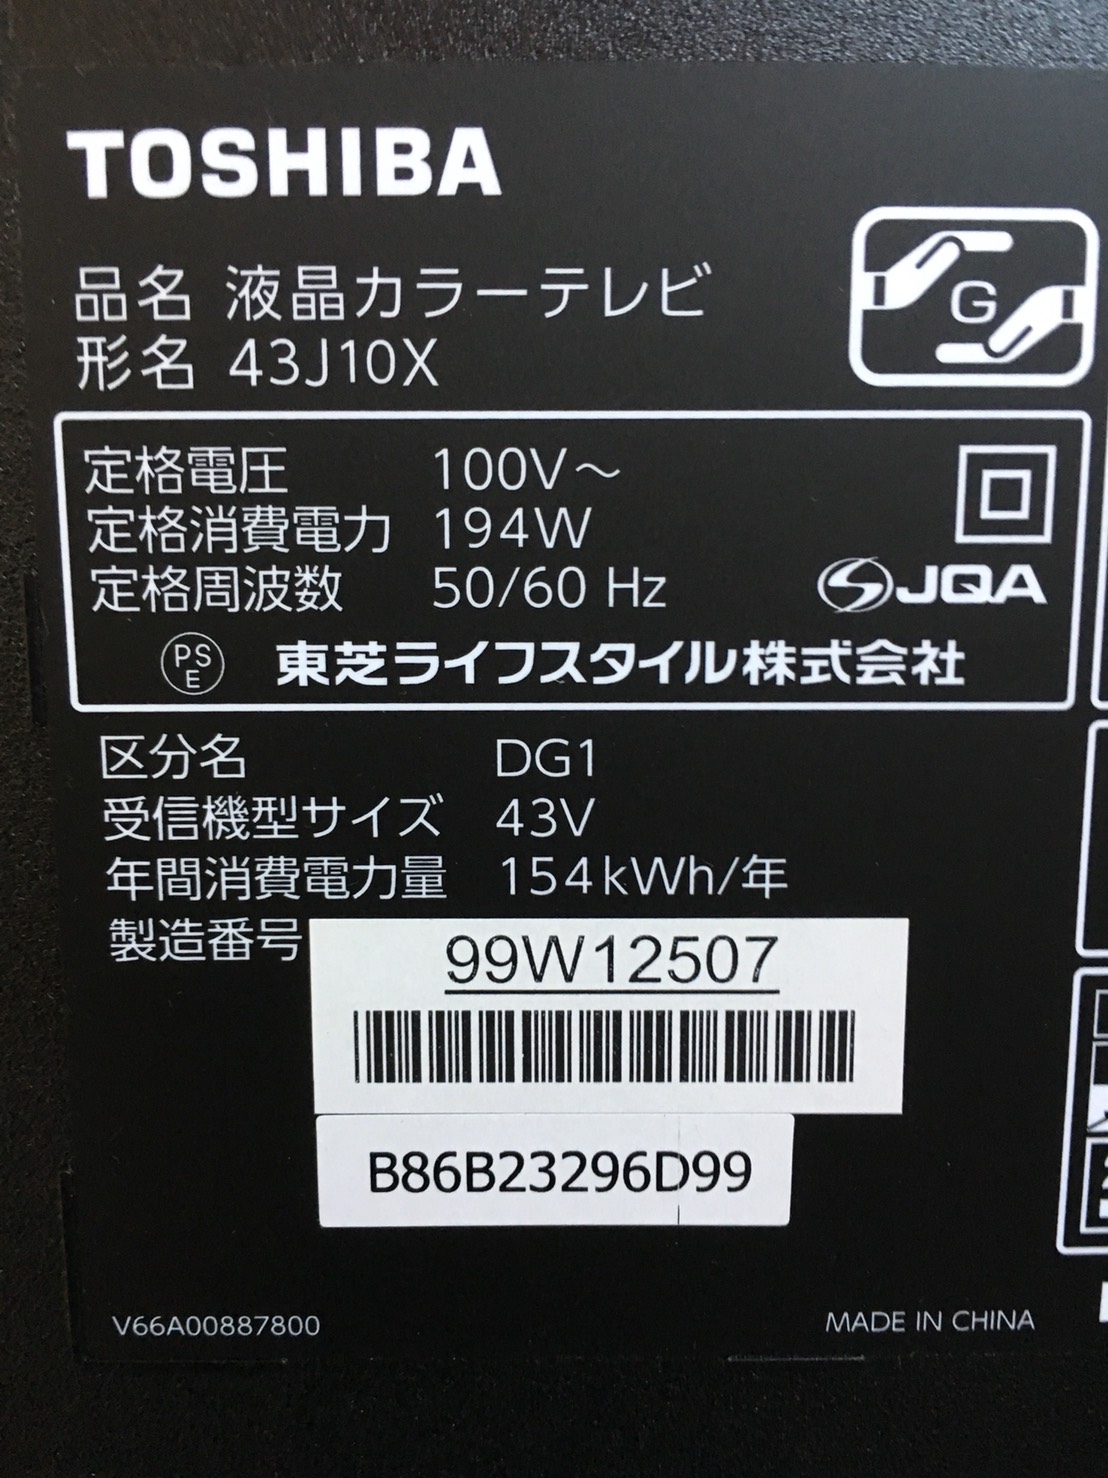 TOSHIBA
品名 液晶カラーテレビ
形名 43J10X
G
定格電圧 100V～
定格消費電力 194W
定格周波数 50/60 Hz
JQA
PSE 東芝ライフスタイル株式会社
区分名 DG1
受信機型サイズ 43V
年間消費電力量 154kWh/年
製造番号 99W12507
B86B23296D99
V66A00887800 MADE IN CHINA